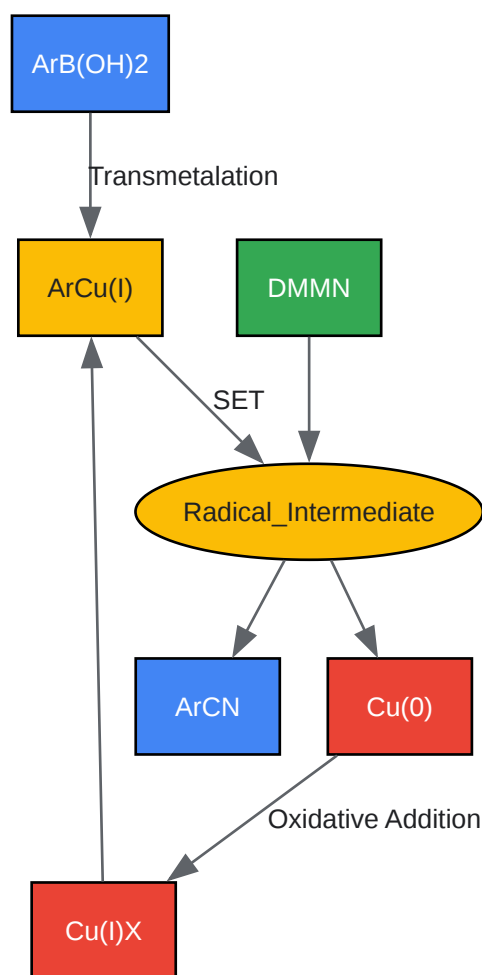 ArB(OH)2
Transmetalation
ArCu(I)
DMMN
SET
Radical_Intermediate
ArCN
Cu(0)
Oxidative Addition
Cu(I)X